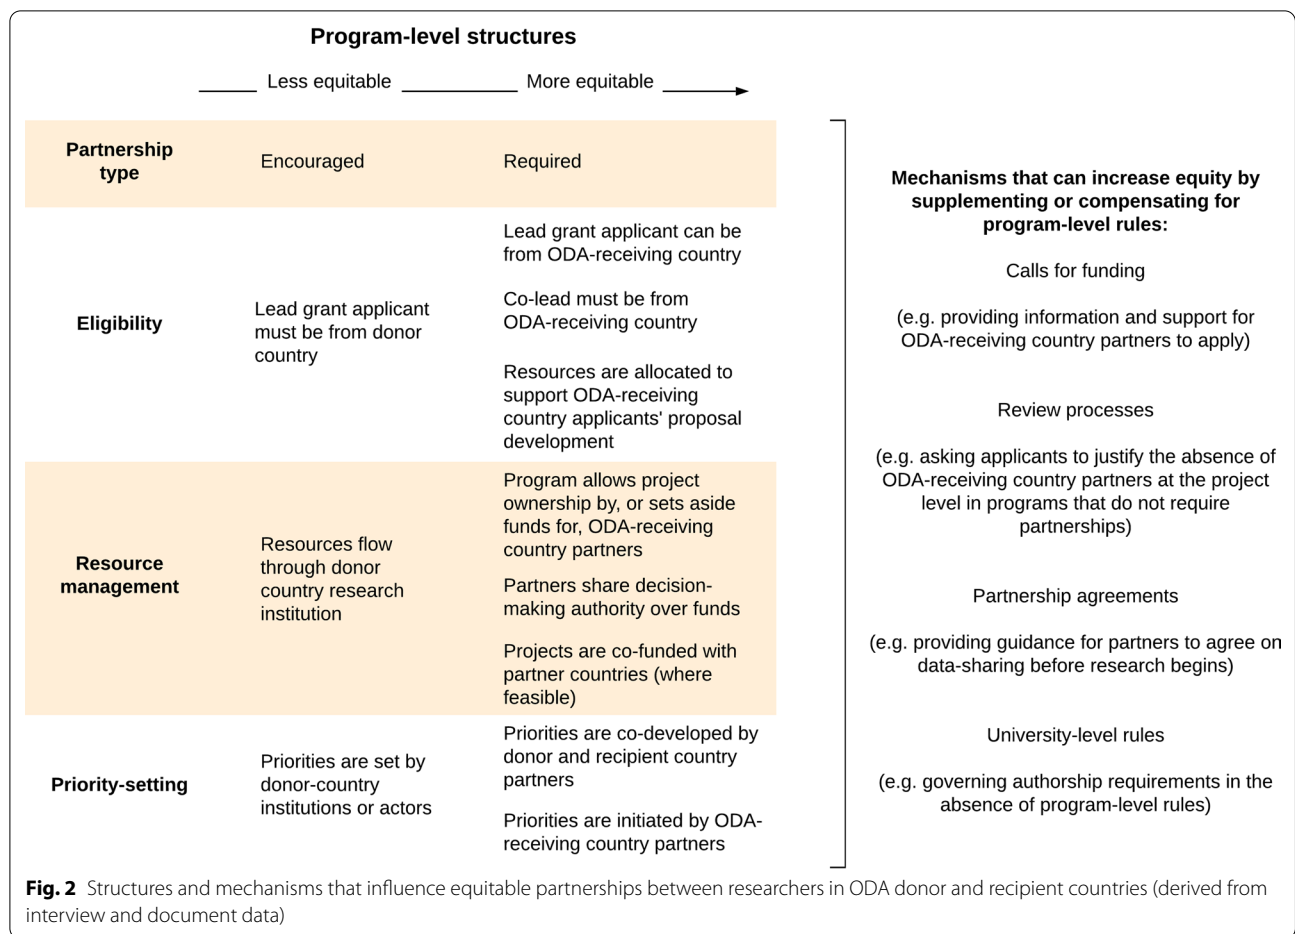 Program-level structures
Less equitable
More equitable
Partnership
type
Encouraged
Required
Eligibility
Lead grant applicant
must be from donor
country
Lead grant applicant can be
from ODA-receiving country
Co-lead must be from
ODA-receiving country
Resources are allocated to
support ODA-receiving
country applicants' proposal
development
Resource
management
Resources flow
through donor
country research
institution
Program allows project
ownership by, or sets aside
funds for, ODA-receiving
country partners
Partners share decision-
making authority over funds
Projects are co-funded with
partner countries (where
feasible)
Priority-setting
Priorities are set by
donor-country
institutions or actors
Priorities are co-developed by
donor and recipient country
partners
Priorities are initiated by ODA-
receiving country partners
Mechanisms that can increase equity by
supplementing or compensating for
program-level rules:
Calls for funding
(e.g. providing information and support for
ODA-receiving country partners to apply)
Review processes
(e.g. asking applicants to justify the absence of
ODA-receiving country partners at the project
level in programs that do not require
partnerships)
Partnership agreements
(e.g. providing guidance for partners to agree on
data-sharing before research begins)
University-level rules
(e.g. governing authorship requirements in the
absence of program-level rules)
Fig. 2 Structures and mechanisms that influence equitable partnerships between researchers in ODA donor and recipient countries (derived from
interview and document data)